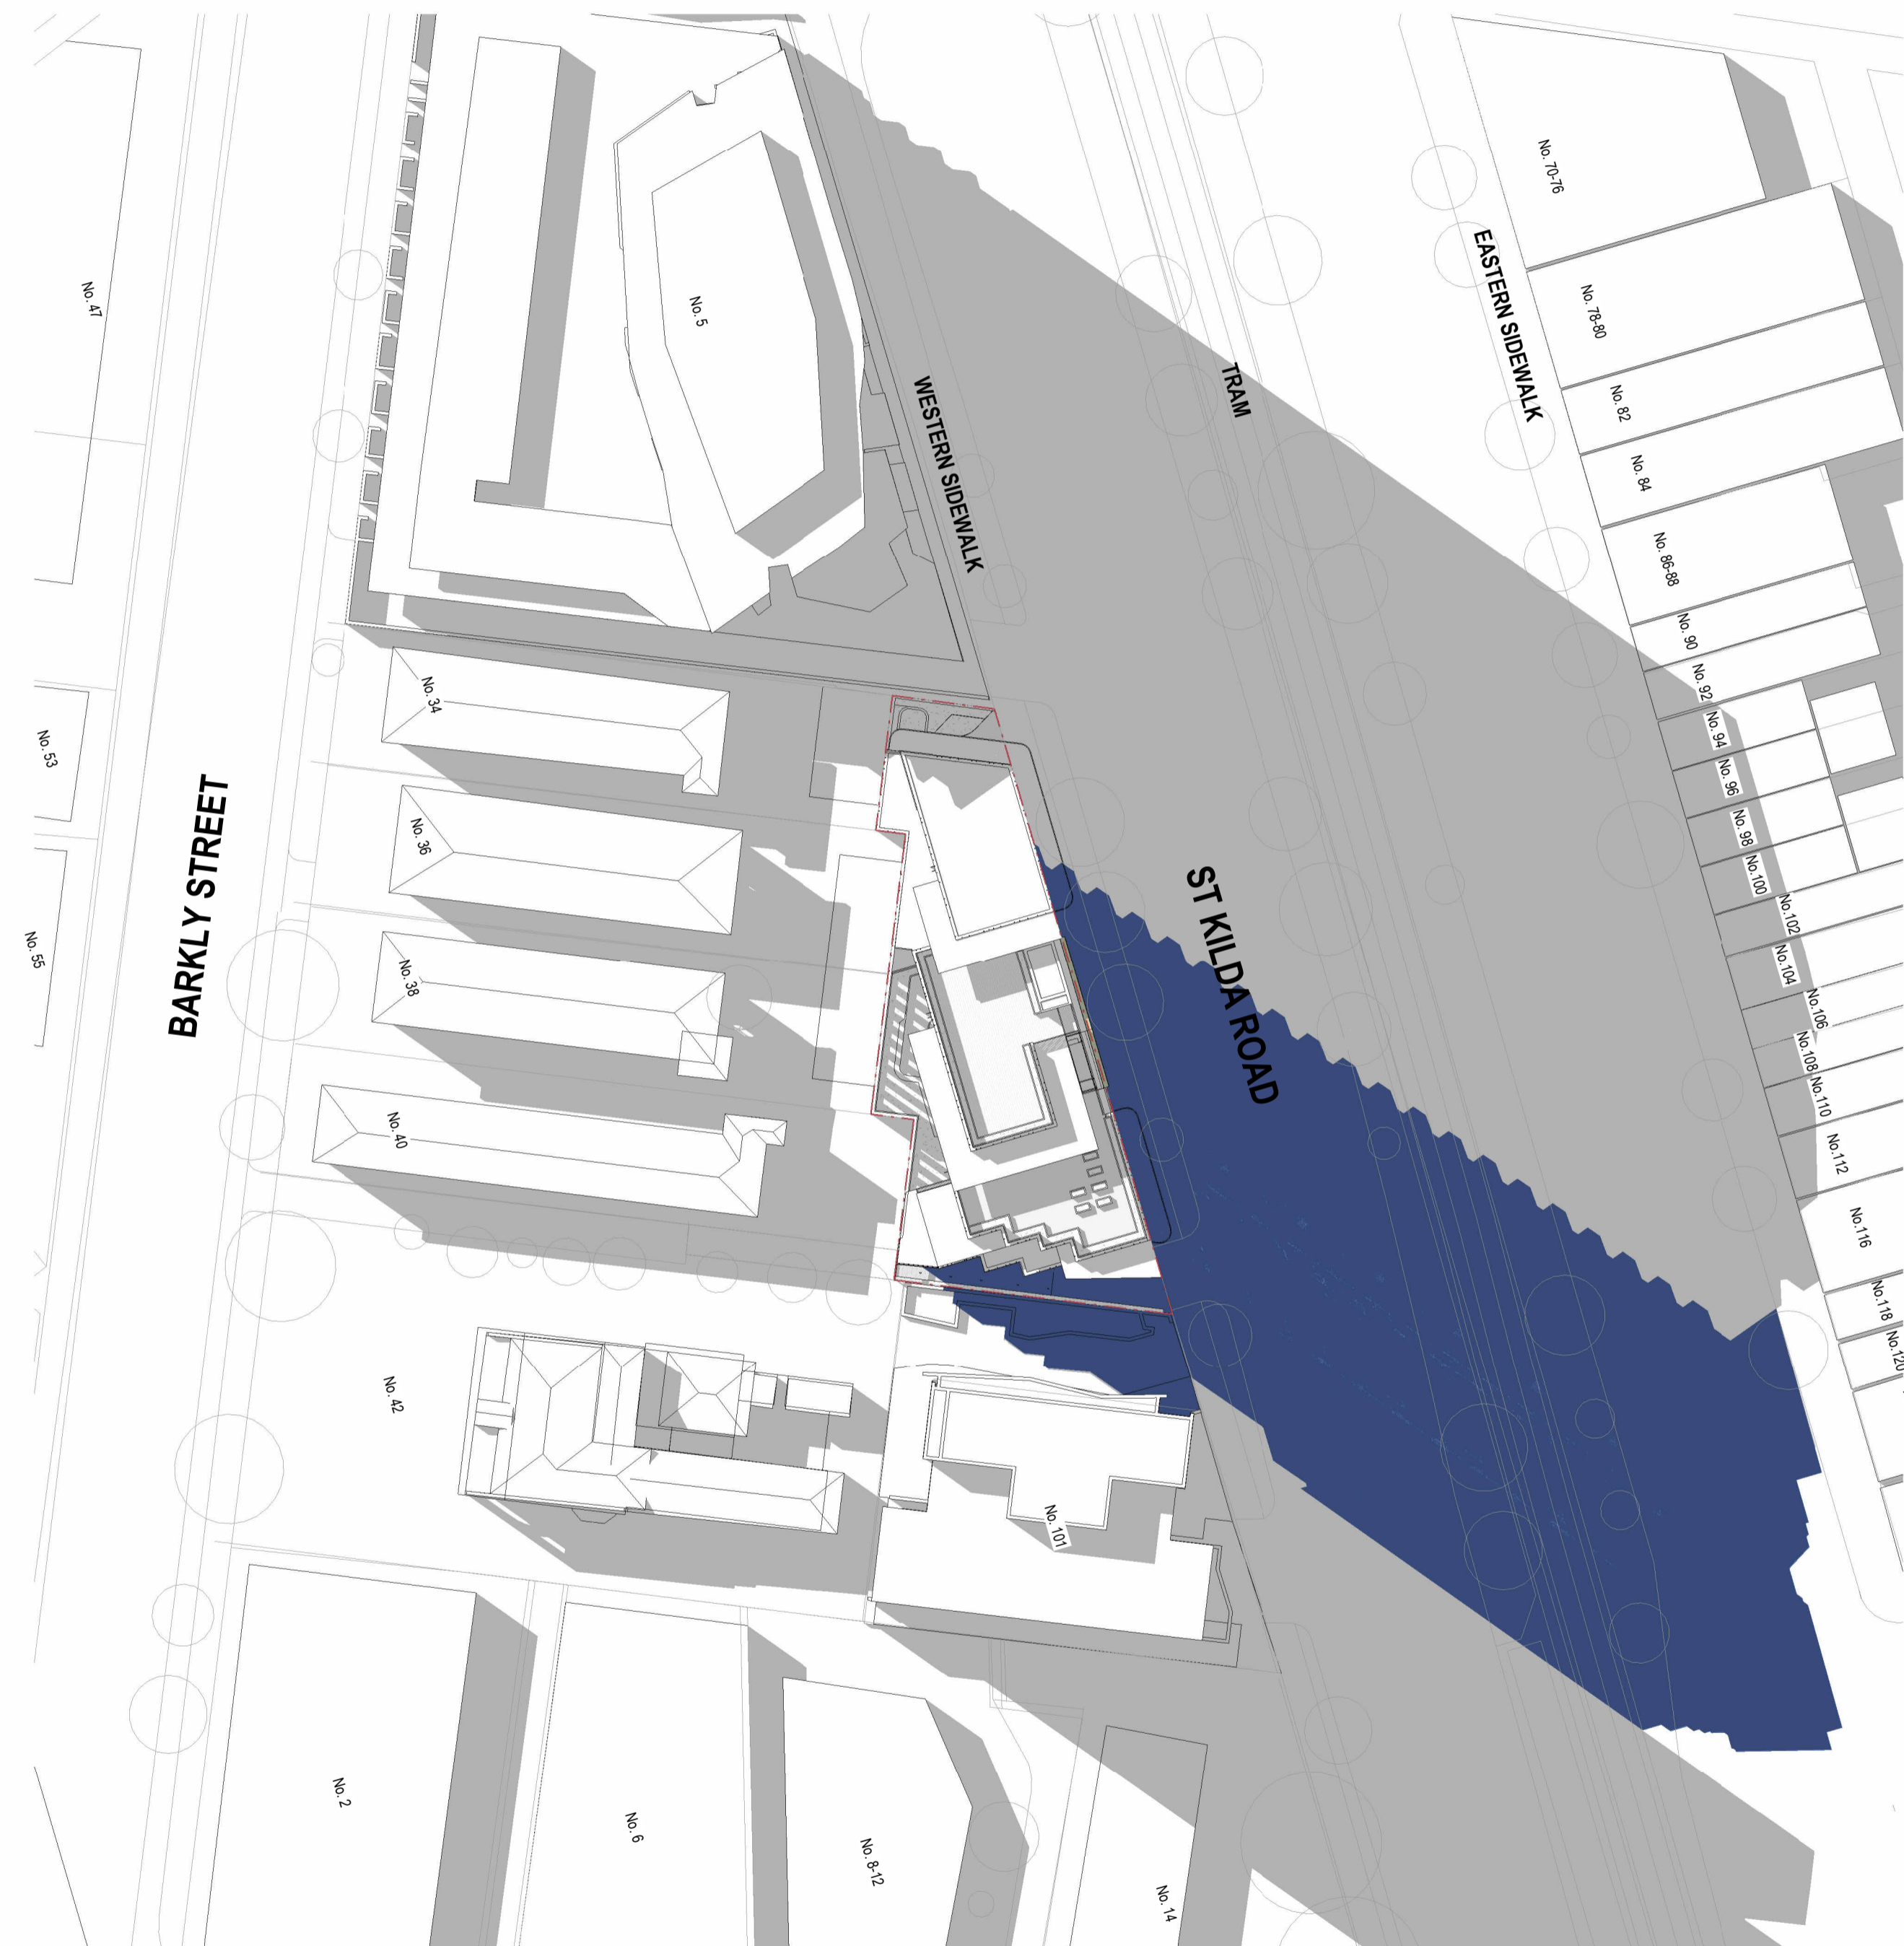 No. 70-76
No. 47
No. 5
EASTERN SIDEWALK
No. 78-80
WESTERN SIDEWALK
TRAM
No. 82
No. 84
No. 86-88
No. 90
No. 92
No. 34
No. 53
No. 94
No. 96
No. 36
No. 98
No. 100
No.102
BARKLY STREET
No. 55
No. 38
ST KILDA ROAD
No.104
No.106
No.108
No.110
No. 40
No. 112
No.116
No.118
No.120
No. 42
No. 101
No. 2
No. 6
No. 8-12
No. 14